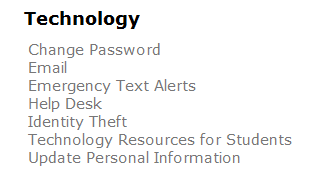 Technology
Change Password
Email
Emergency Text Alerts
Help Desk
Identity Theft
Technology Resources for Students
Update Personal Information